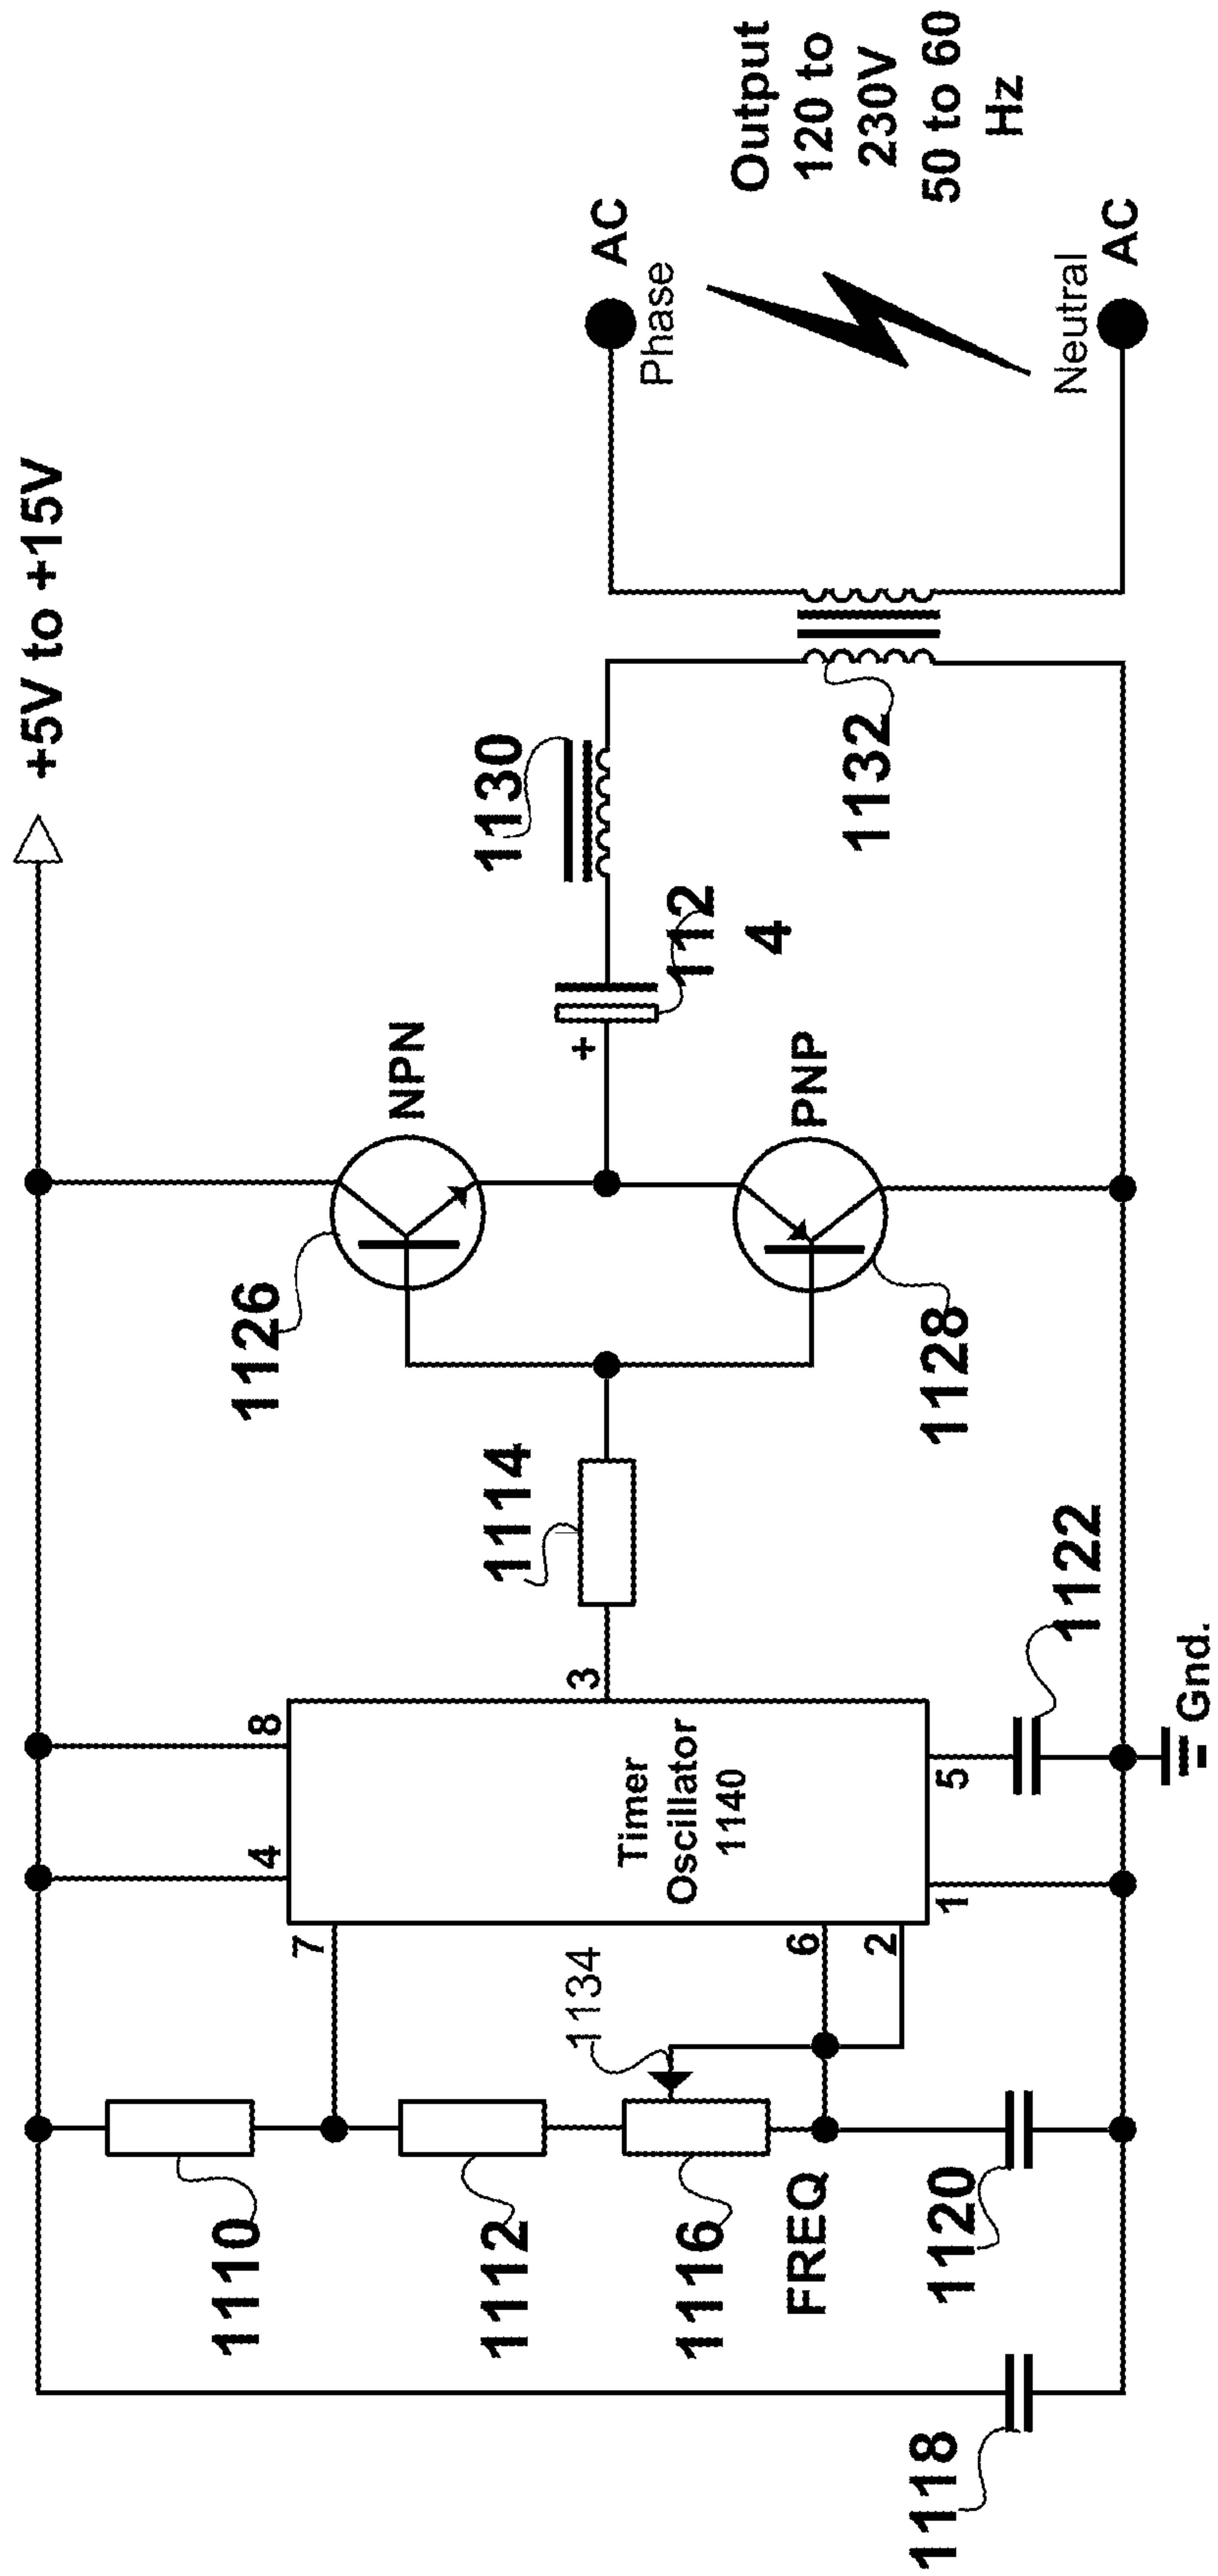 +5V to +15V
1110
1112
1116
FREQ
1120
1118
1134
7
6
2
4
8
Timer
Oscillator
1140
3
1
5
1122
Gnd.
1114
1126
NPN
1128
PNP
+
112
4
1130
1132
AC
Phase
Neutral
AC
Output
120 to
230V
50 to 60
Hz